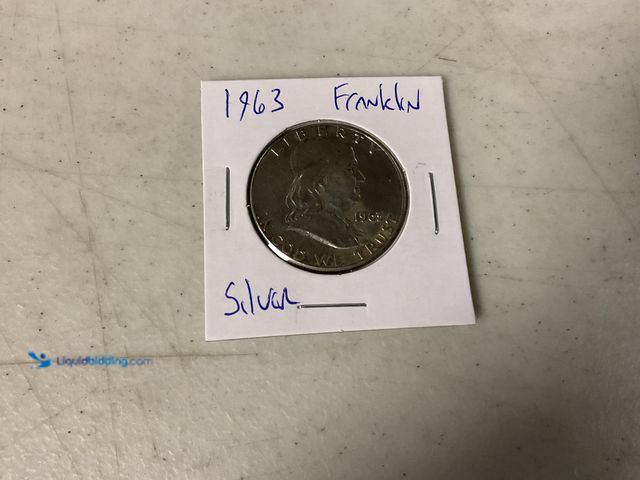 1963 Franklin
LIBERTY
1963
IN GOD WE TRUST
Silver
Liquidbidding.com